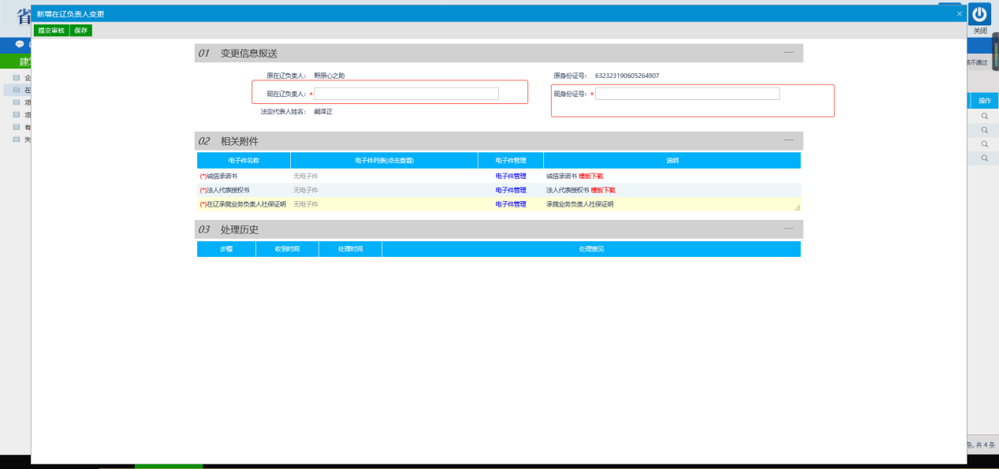 省
新增在辽负责人变更
×
关闭
提交审核 保存
建
01 变更信息报送
原在辽负责人： 野原心之助 原身份证号： 632323190605264907
现在辽负责人： * 现身份证号： *
法定代表人姓名： 阚泽正
不通过
操作
企
在
项
项
有
失
02 相关附件
电子件名称 电子件列表(点击查看) 电子件管理 说明
(*)诚信承诺书 无电子件 电子件管理 诚信承诺书 模板下载
(*)法人代表授权书 无电子件 电子件管理 法人代表授权书 模板下载
(*)在辽承揽业务负责人社保证明 无电子件 电子件管理 承揽业务负责人社保证明
03 处理历史
步骤 收到时间 处理时间 处理意见
条, 共 4 条